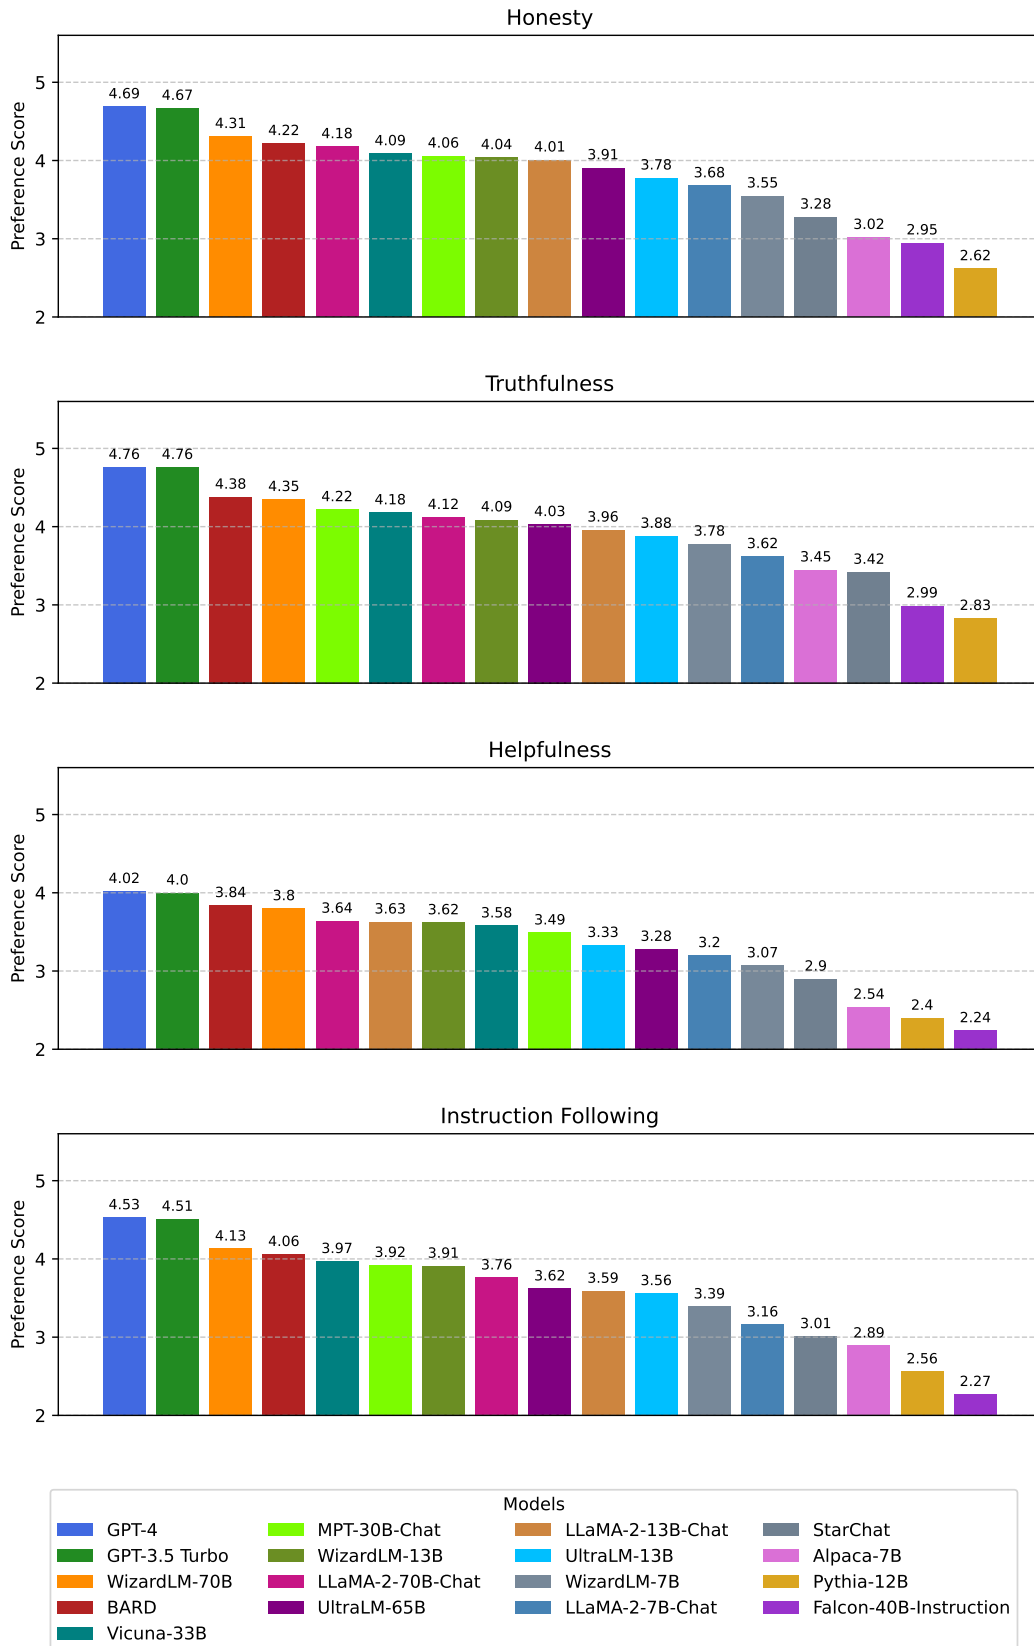 Honesty
Preference Score
5
4
3
2
4.69 4.67 4.31 4.22 4.18 4.09 4.06 4.04 4.01 3.91 3.78 3.68 3.55 3.28 3.02 2.95 2.62
Truthfulness
Preference Score
5
4
3
2
4.76 4.76 4.38 4.35 4.22 4.18 4.12 4.09 4.03 3.96 3.88 3.78 3.62 3.45 3.42 2.99 2.83
Helpfulness
Preference Score
5
4
3
2
4.02 4.0 3.84 3.8 3.64 3.63 3.62 3.58 3.49 3.33 3.28 3.2 3.07 2.9 2.54 2.4 2.24
Instruction Following
Preference Score
5
4
3
2
4.53 4.51 4.13 4.06 3.97 3.92 3.91 3.76 3.62 3.59 3.56 3.39 3.16 3.01 2.89 2.56 2.27
Models
GPT-4
GPT-3.5 Turbo
WizardLM-70B
BARD
Vicuna-33B
MPT-30B-Chat
WizardLM-13B
LLaMA-2-70B-Chat
UltraLM-65B
LLaMA-2-13B-Chat
UltraLM-13B
WizardLM-7B
LLaMA-2-7B-Chat
StarChat
Alpaca-7B
Pythia-12B
Falcon-40B-Instruction